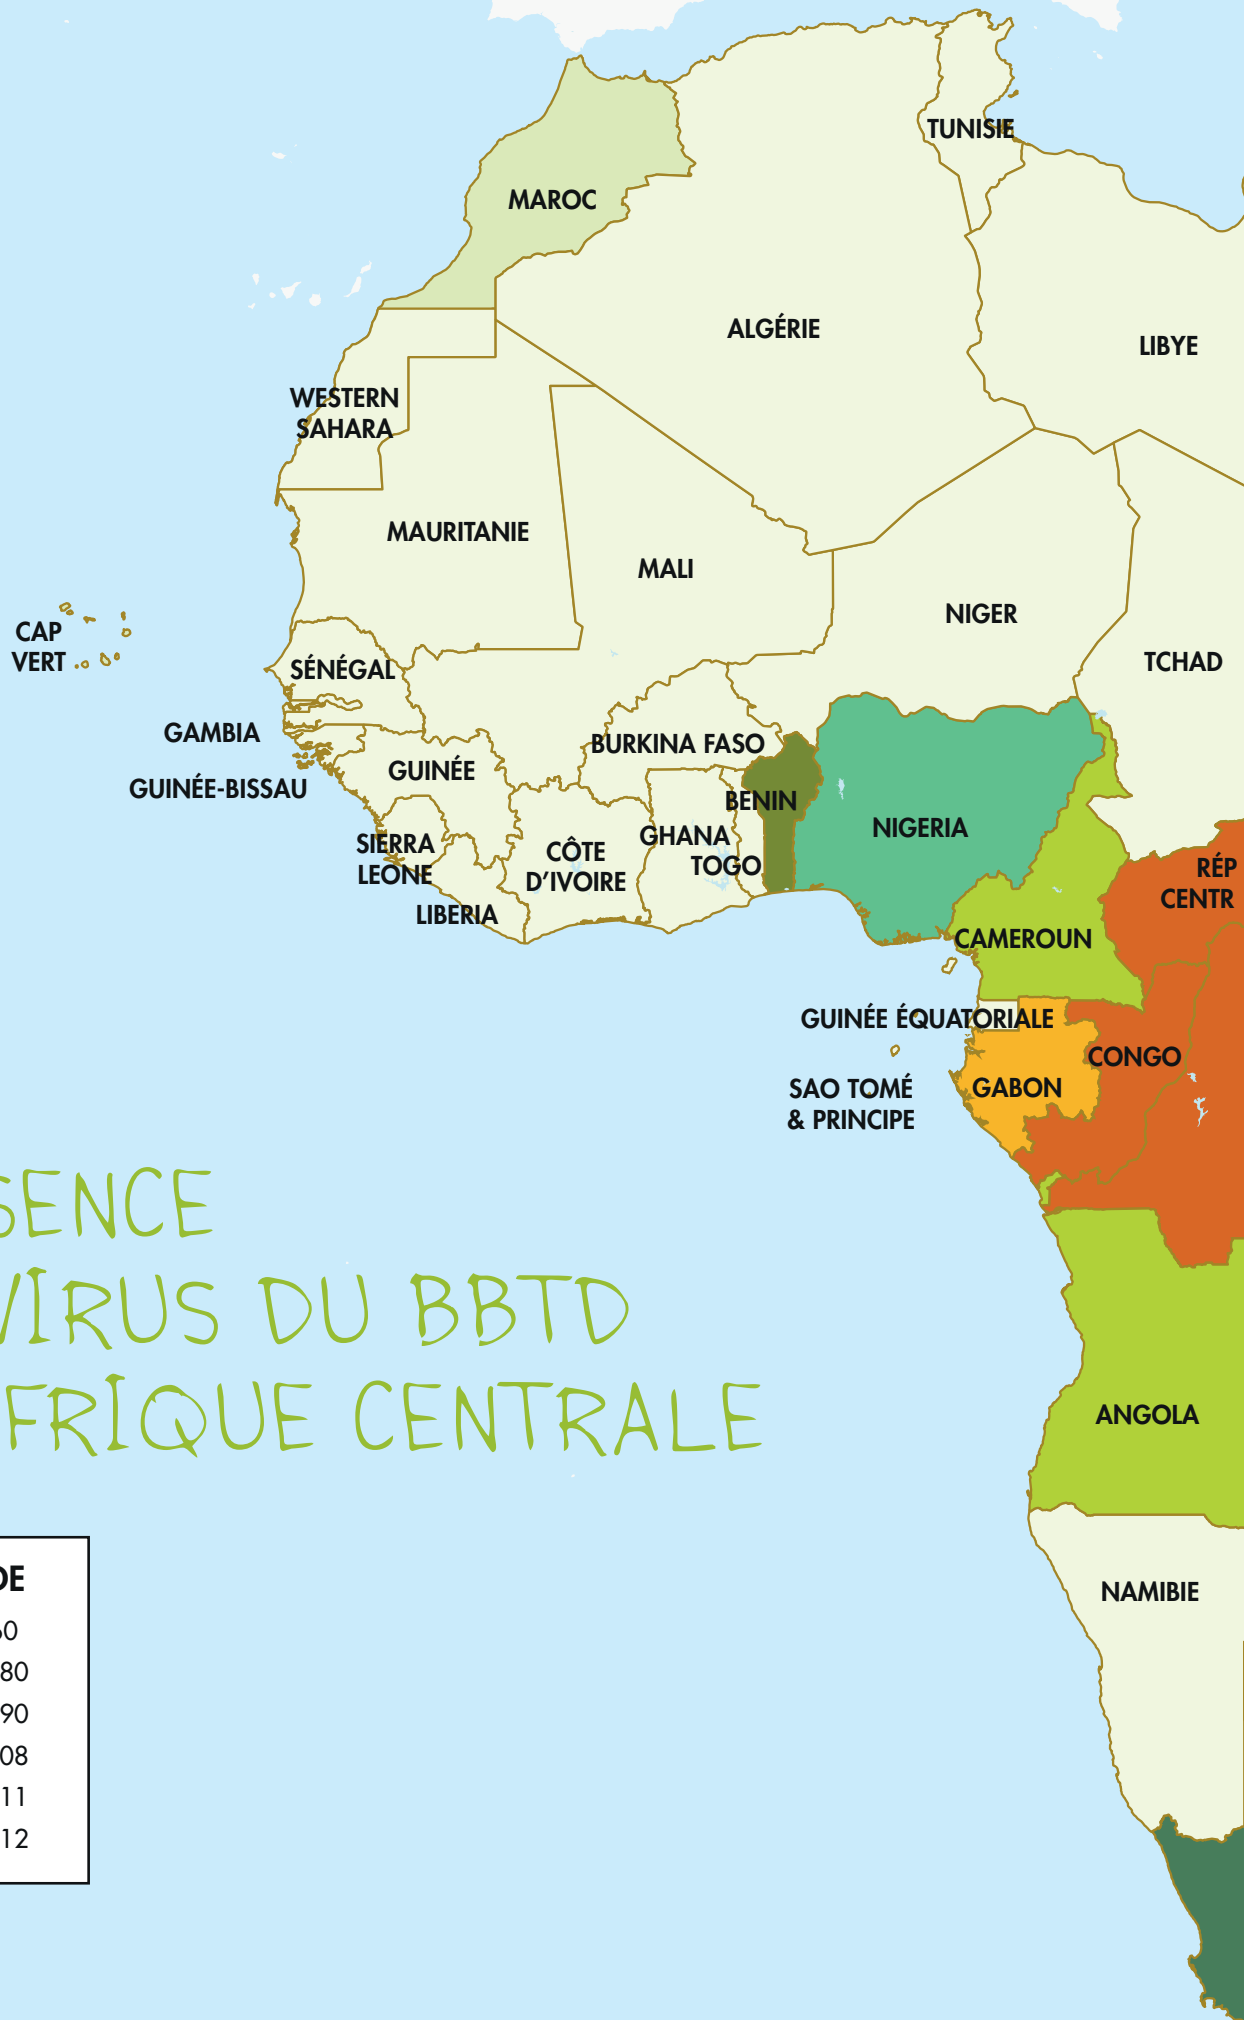 TUNISIE
MAROC
ALGÉRIE
LIBYE
WESTERN
SAHARA
MAURITANIE
MALI
NIGER
CAP
VERT
SÉNÉGAL
TCHAD
GAMBIA
BURKINA FASO
GUINÉE
GUINÉE-BISSAU
BENIN
NIGERIA
SIERRA
LEONE
CÔTE
D'IVOIRE
GHANA
TOGO
RÉP
CENTR
LIBERIA
CAMEROUN
GUINÉE ÉQUATORIALE
CONGO
SAO TOMÉ
& PRINCIPE
GABON
SENCE
VIRUS DU BBTD
FRIQUE CENTRALE
ANGOLA
DE
60
80
90
08
11
12
NAMIBIE